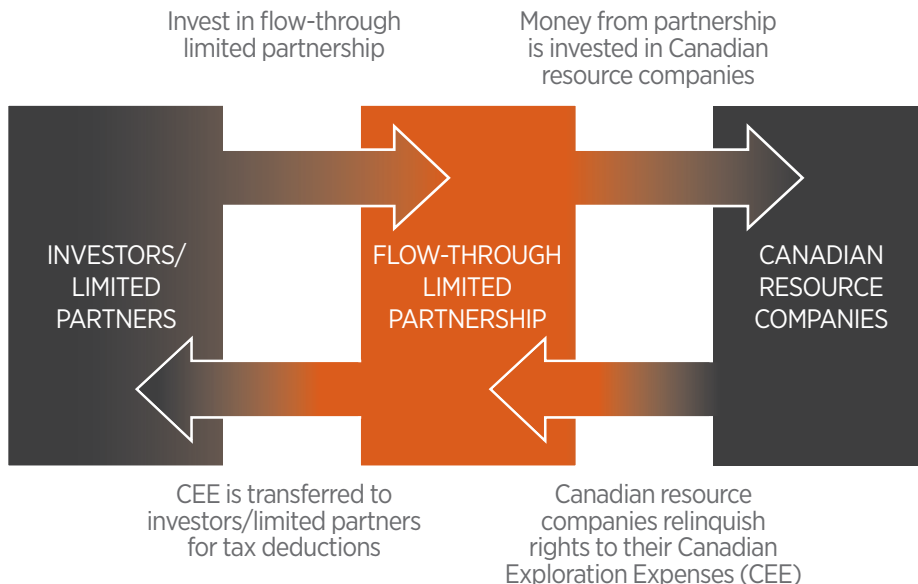 Invest in flow-through
limited partnership
Money from partnership
is invested in Canadian
resource companies
INVESTORS/
LIMITED
PARTNERS
FLOW-THROUGH
LIMITED
PARTNERSHIP
CANADIAN
RESOURCE
COMPANIES
CEE is transferred to
investors/limited partners
for tax deductions
Canadian resource
companies relinquish
rights to their Canadian
Exploration Expenses (CEE)